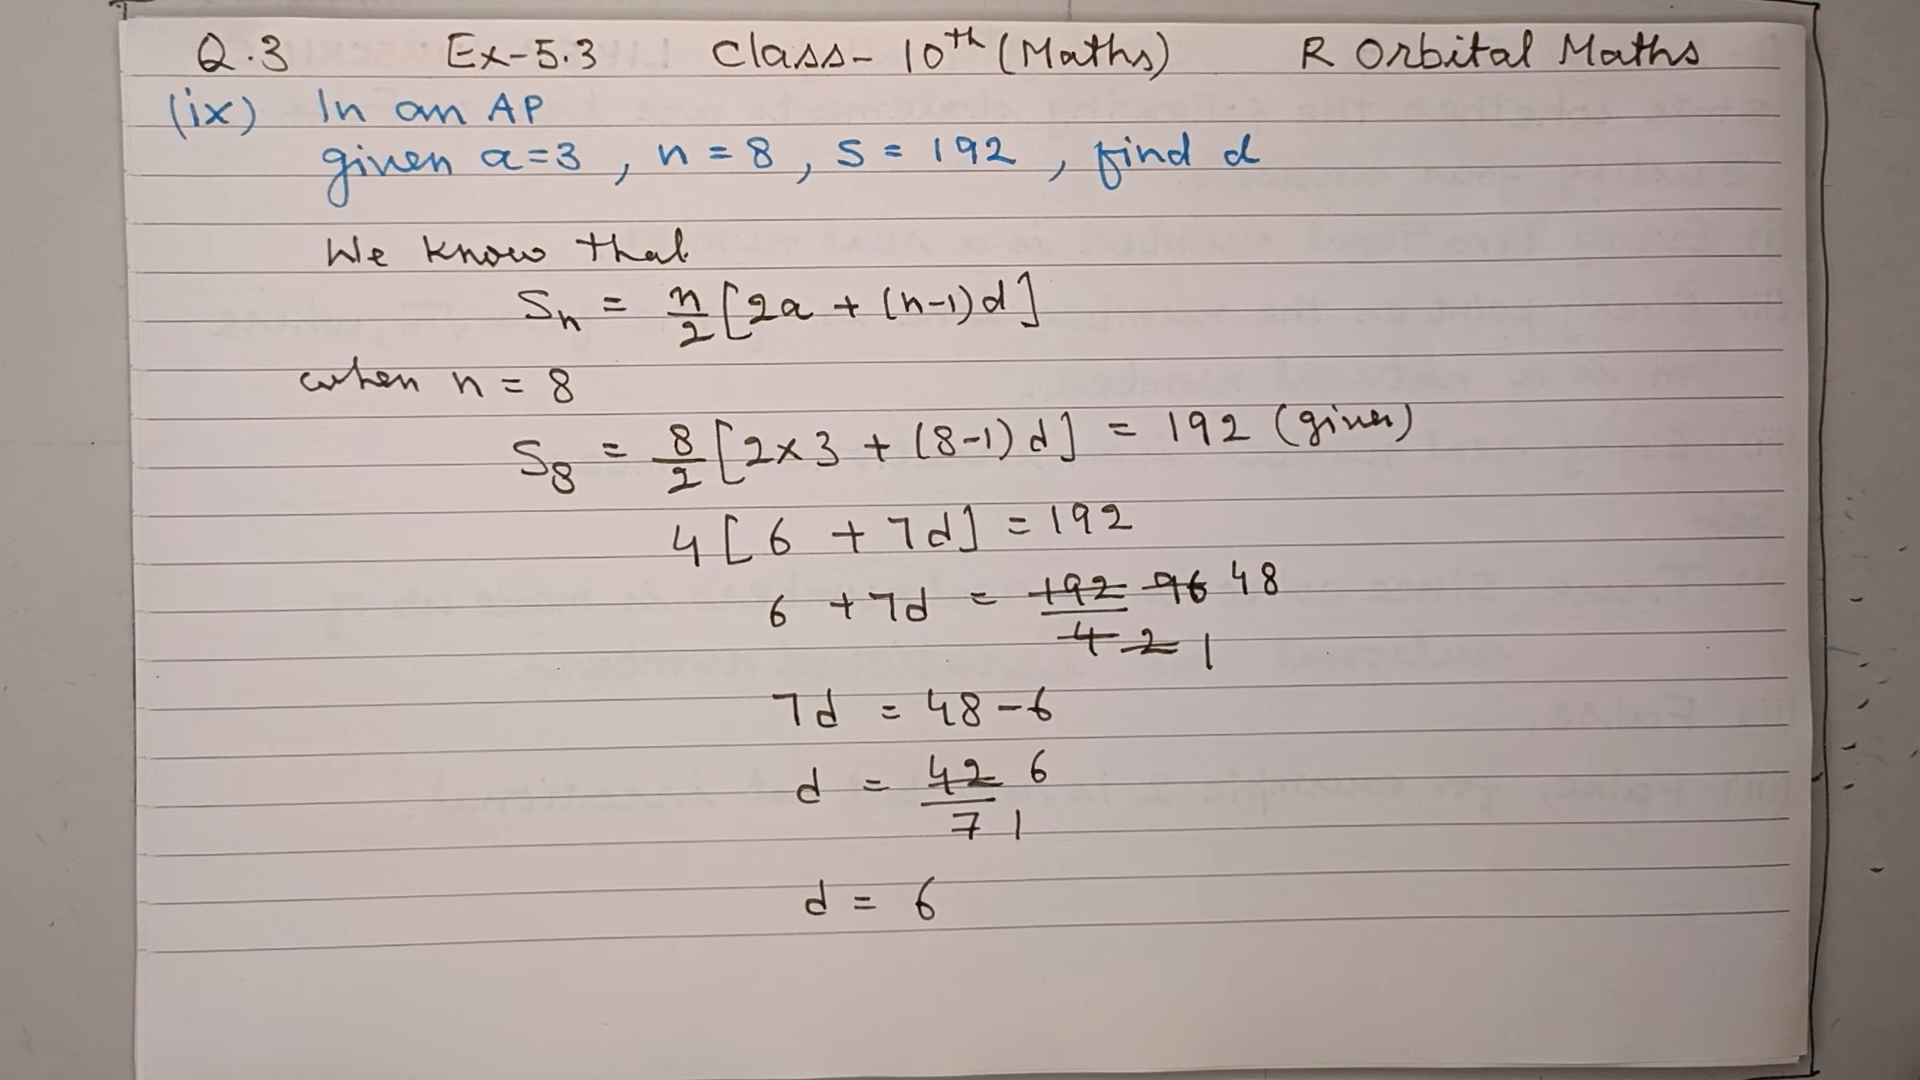 Q.3 Ex-5.3 Class- 10th (Maths) R Orbital Maths
(ix) In an AP
given a=3, n=8, S=192, find d
We know that
Sn = n/2 [2a + (n-1)d]
when n = 8
S8 = 8/2 [2×3 + (8-1)d] = 192 (given)
4[6 + 7d] = 192
6 + 7d = 192/4 96/2 48/1
7d = 48-6
d = 42/7 6/1
d = 6